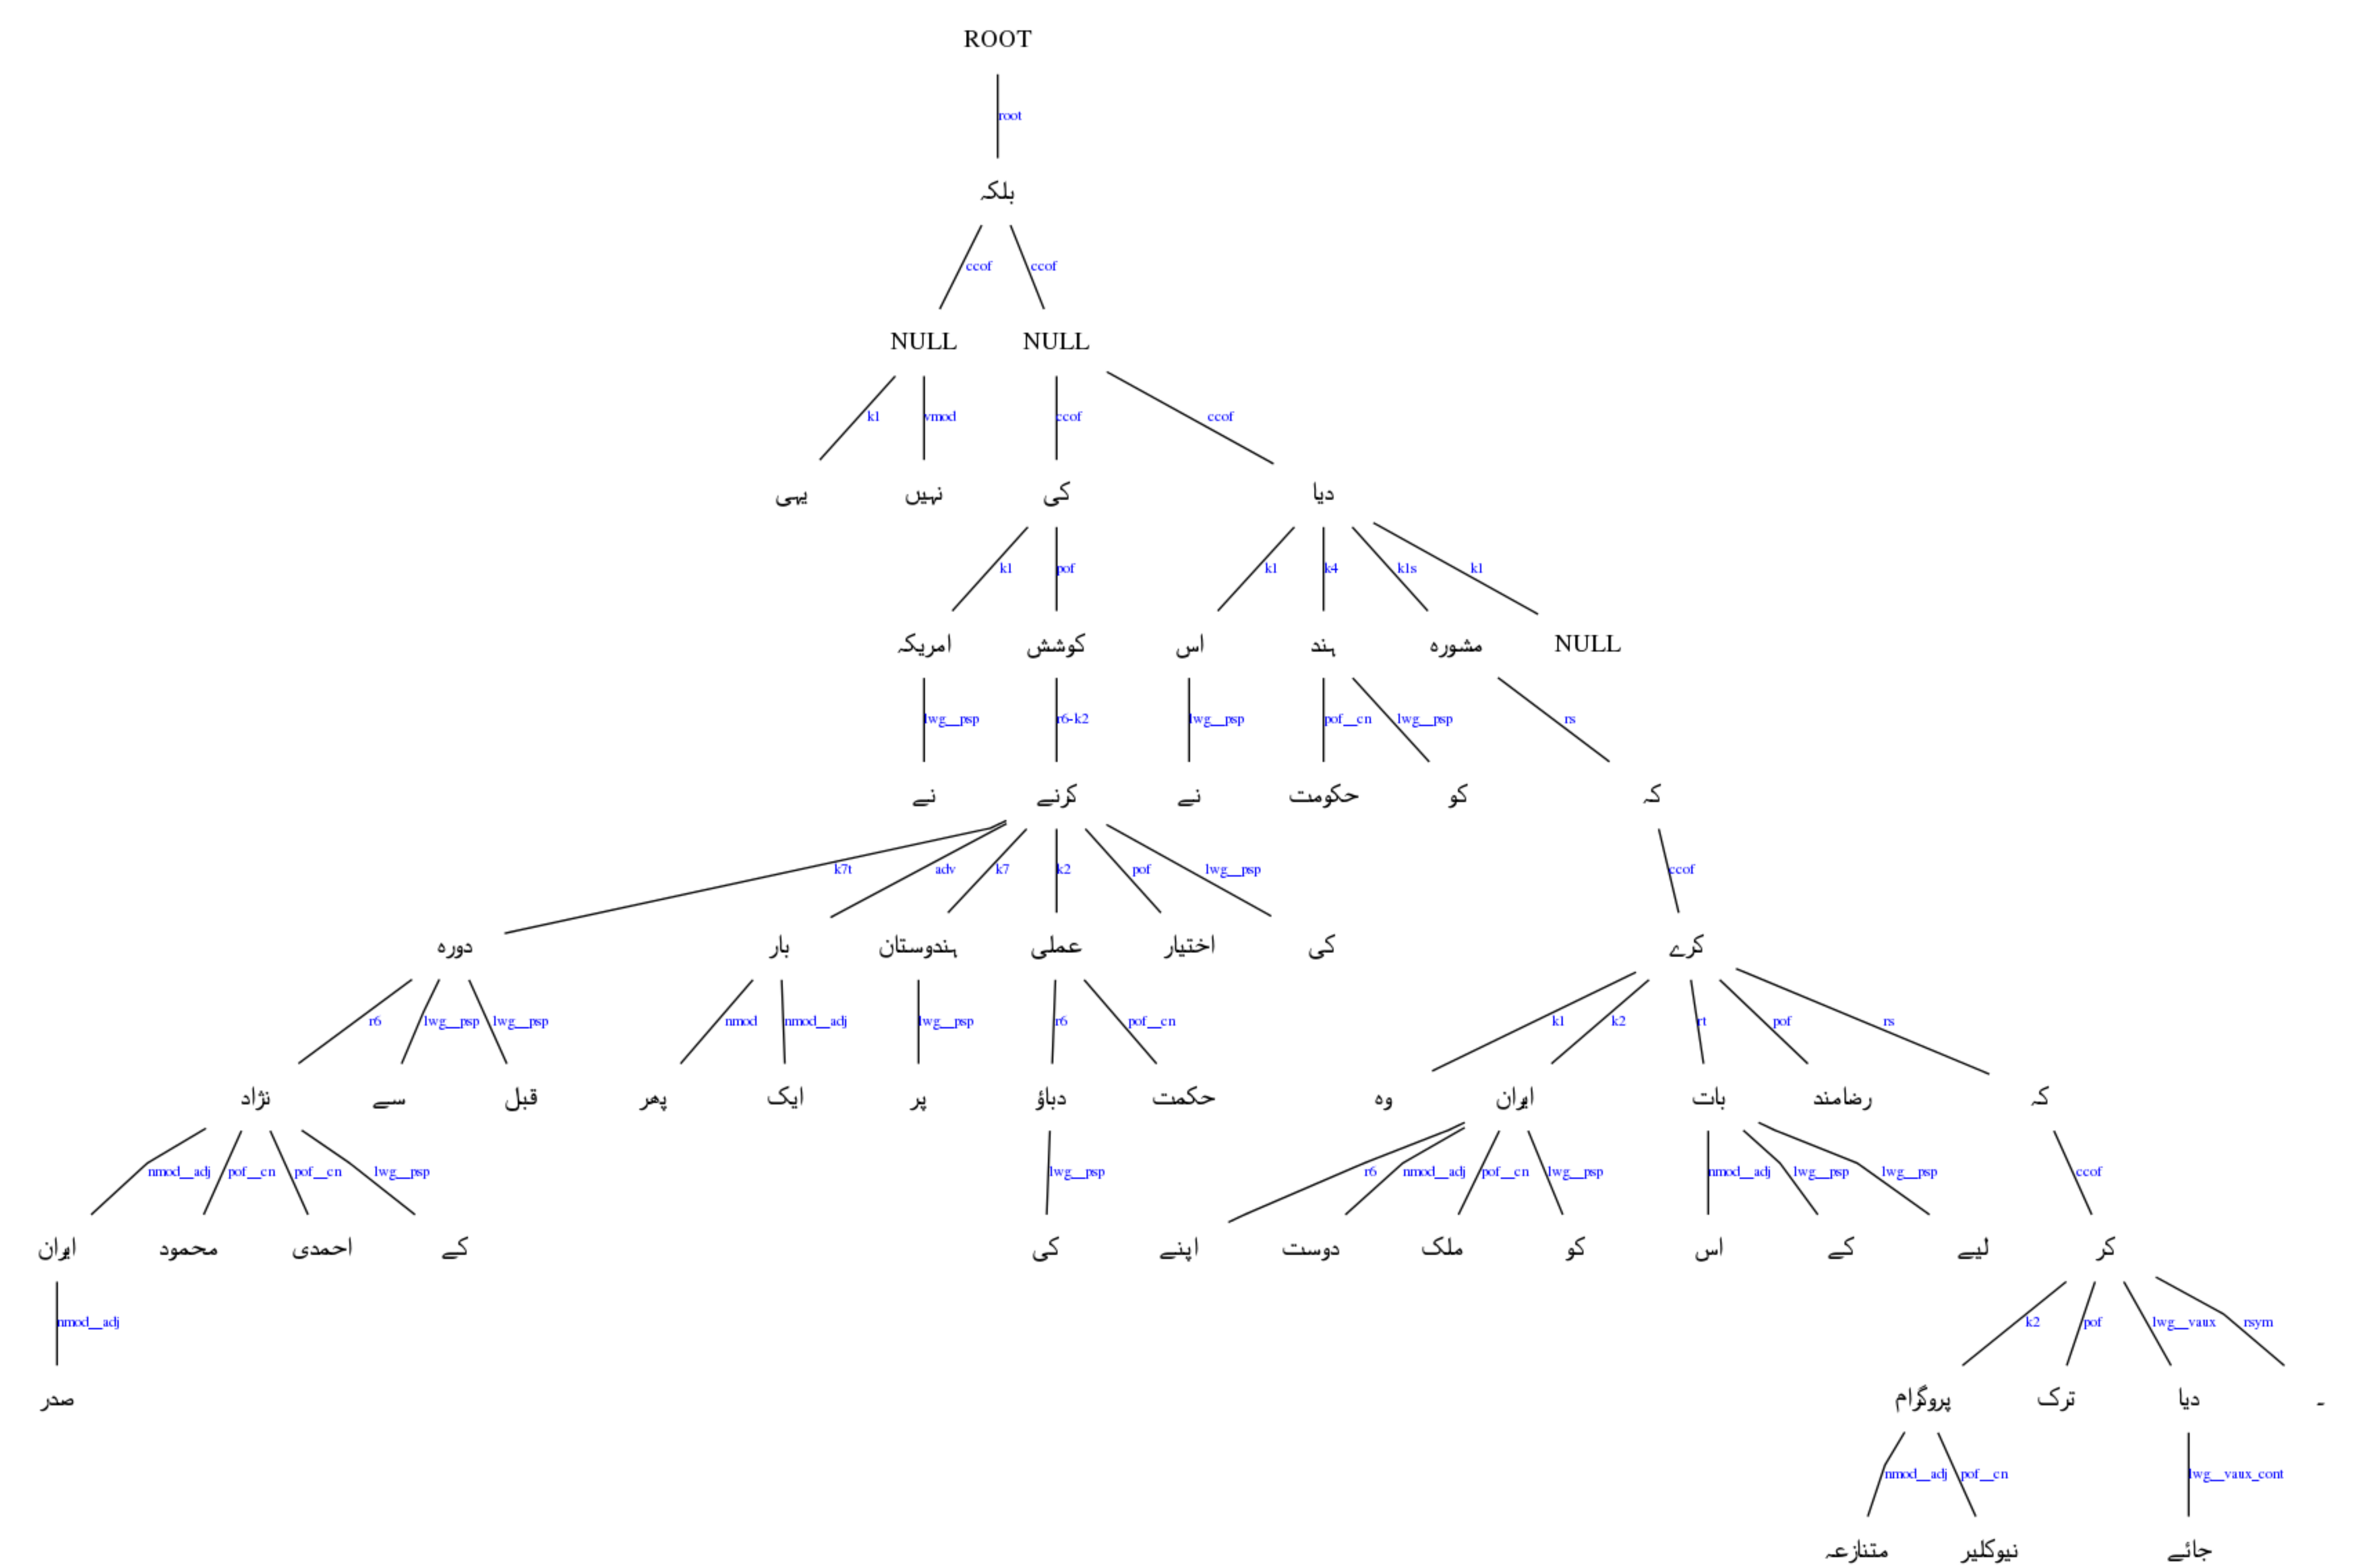 ROOT
root
بلکہ
ccof ccof
NULL NULL
k1 vmod ccof ccof
یہی نہیں کی دیا
k1 pof k1 k4 k1s k1
امریکہ کوشش اس ہند مشورہ NULL
lwg__psp r6-k2 lwg__psp pof__cn lwg__psp rs
نے کرنے نے حکومت کو کہ
k7t adv k7 k2 pof lwg__psp ccof
دورہ بار ہندوستان عملی اختیار کی کرے
r6 lwg__psp lwg__psp nmod nmod__adj lwg__psp r6 pof__cn k1 k2 rt pof rs
نژاد سے قبل پھر ایک پر دباؤ حکمت وہ ایران بات رضامند کہ
nmod__adj pof__cn pof__cn lwg__psp lwg__psp r6 nmod__adj pof__cn lwg__psp nmod__adj lwg__psp lwg__psp ccof
ایران محمود احمدی کے کی اپنے دوست ملک کو اس کے لیے کر
nmod__adj k2 pof lwg__vaux rsym
صدر پروگرام ترک دیا ۔
nmod__adj pof__cn lwg__vaux_cont
متنازعہ نیوکلیر جائے